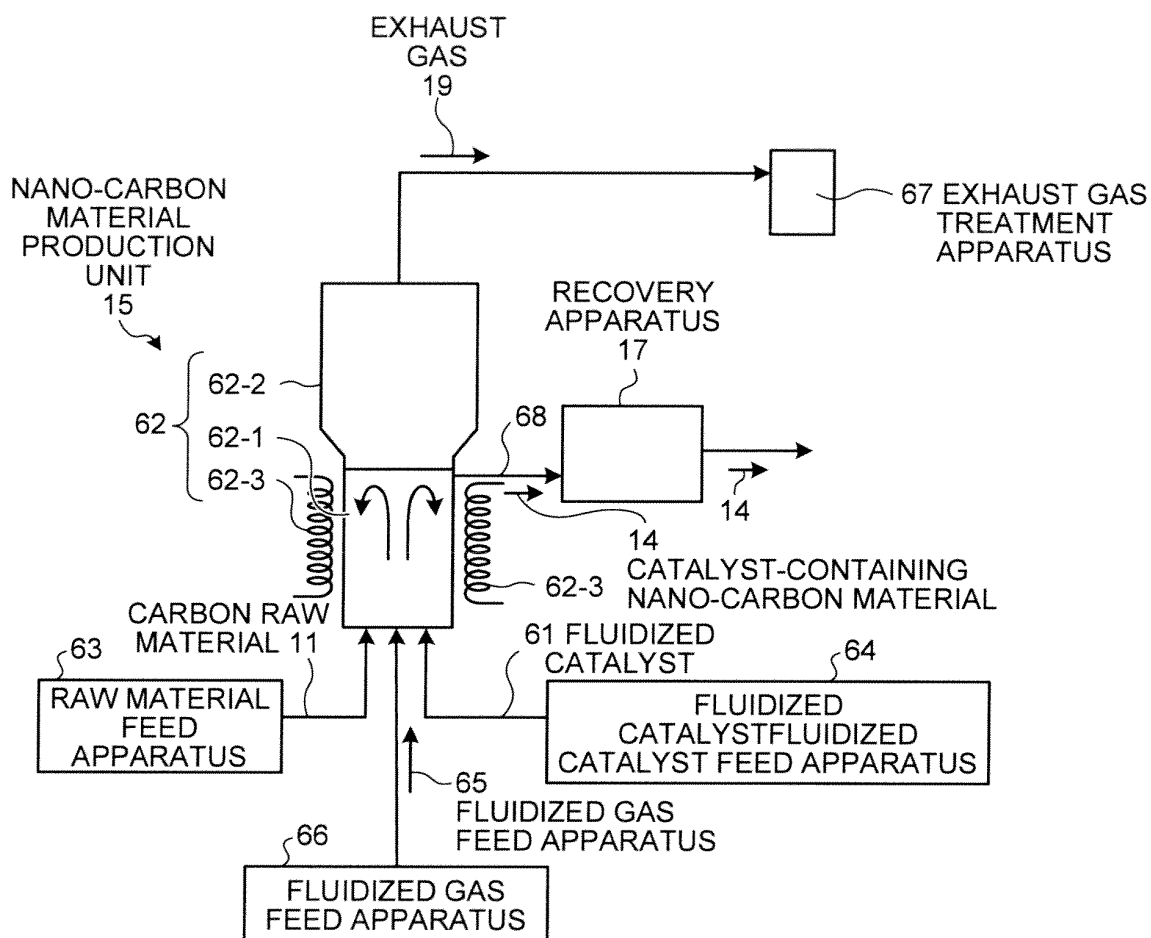 EXHAUST
GAS
19
NANO-CARBON
MATERIAL
PRODUCTION
UNIT
15
67 EXHAUST GAS
TREATMENT
APPARATUS
RECOVERY
APPARATUS
17
62-2
62
62-1
62-3
68
14
14
62-3
CATALYST-CONTAINING
NANO-CARBON MATERIAL
CARBON RAW
MATERIAL 11
61 FLUIDIZED
CATALYST
63
64
RAW MATERIAL
FEED
APPARATUS
FLUIDIZED
CATALYSTFLUIDIZED
CATALYST FEED APPARATUS
65
FLUIDIZED GAS
FEED APPARATUS
66
FLUIDIZED GAS
FEED APPARATUS